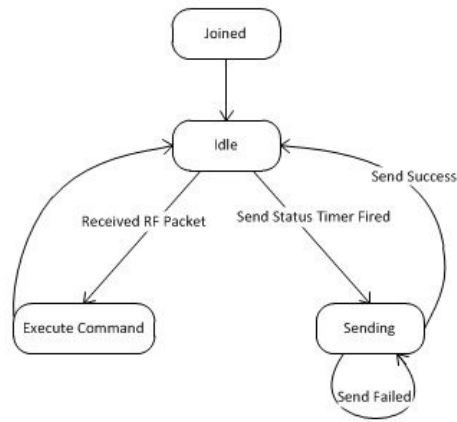 Joined
Idle
Send Success
Received RF Packet
Send Status Timer Fired
Execute Command
Sending
Send Failed